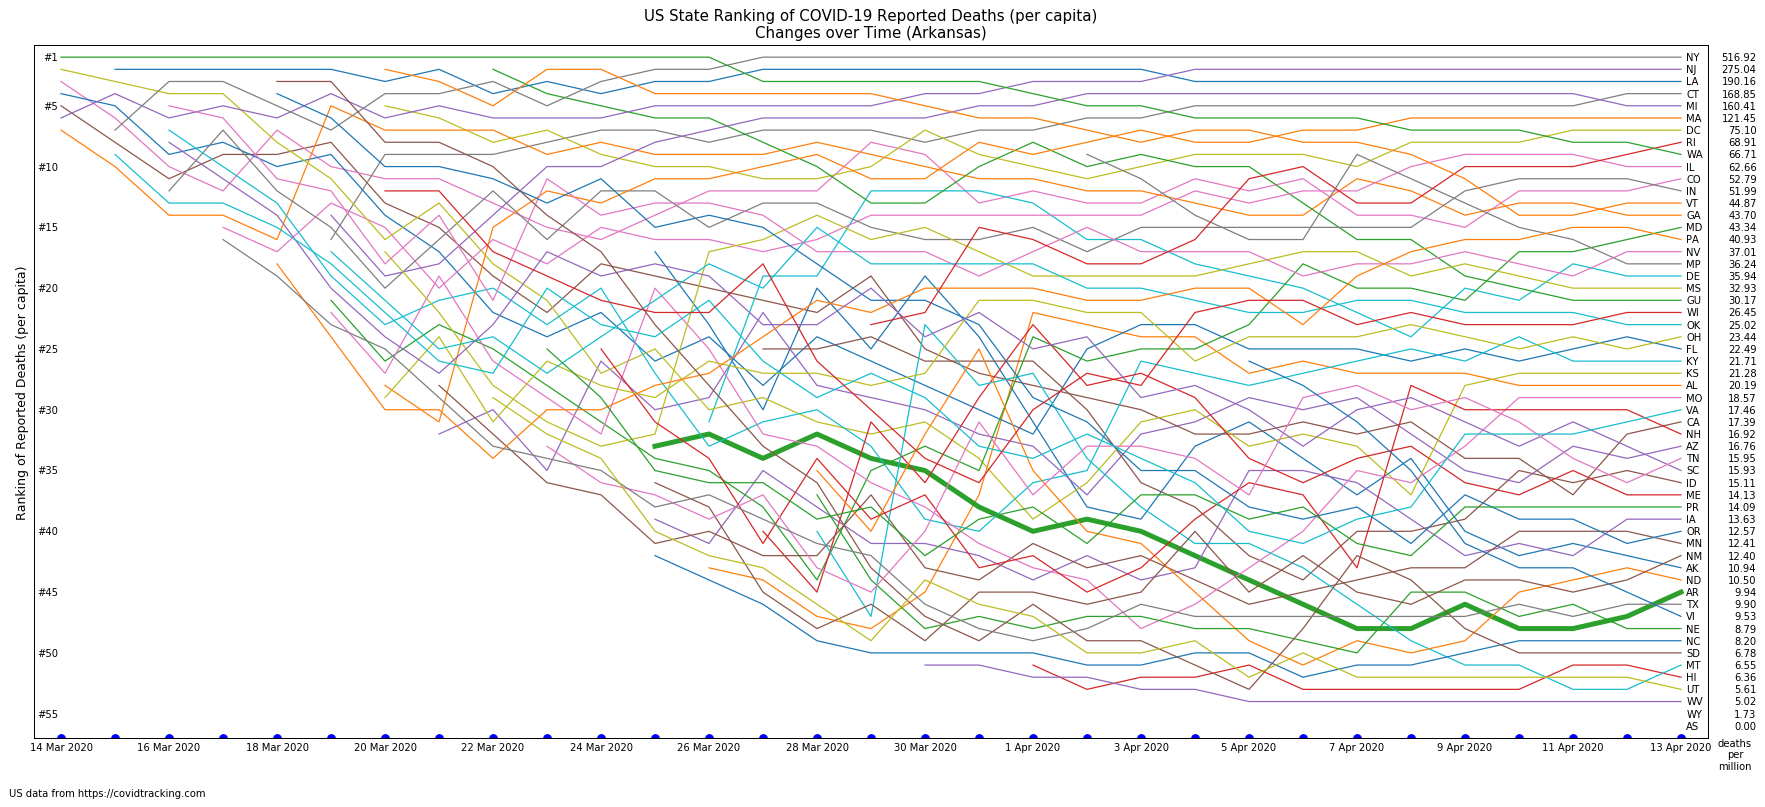 US State Ranking of COVID-19 Reported Deaths (per capita)
Changes over Time (Arkansas)
Ranking of Reported Deaths (per capita)
#1
#5
#10
#15
#20
#25
#30
#35
#40
#45
#50
#55
NY 516.92
NJ 275.04
LA 190.16
CT 168.85
MI 160.41
MA 121.45
DC 75.10
RI 68.91
WA 66.71
IL 62.66
CO 52.79
IN 51.99
VT 44.87
GA 43.70
MD 43.34
PA 40.93
NV 37.01
MP 36.24
DE 35.94
MS 32.93
GU 30.17
WI 26.45
OK 25.02
OH 23.44
FL 22.49
KY 21.71
KS 21.28
AL 20.19
MO 18.57
VA 17.46
CA 17.39
NH 16.92
AZ 16.76
TN 15.95
SC 15.93
ID 15.11
ME 14.13
PR 14.09
IA 13.63
OR 12.57
MN 12.41
NM 12.40
AK 10.94
ND 10.50
AR 9.94
TX 9.90
VI 9.53
NE 8.79
NC 8.20
SD 6.78
MT 6.55
HI 6.36
UT 5.61
WV 5.02
WY 1.73
AS 0.00
14 Mar 2020 16 Mar 2020 18 Mar 2020 20 Mar 2020 22 Mar 2020 24 Mar 2020 26 Mar 2020 28 Mar 2020 30 Mar 2020 1 Apr 2020 3 Apr 2020 5 Apr 2020 7 Apr 2020 9 Apr 2020 11 Apr 2020 13 Apr 2020
deaths
per
million
US data from https://covidtracking.com